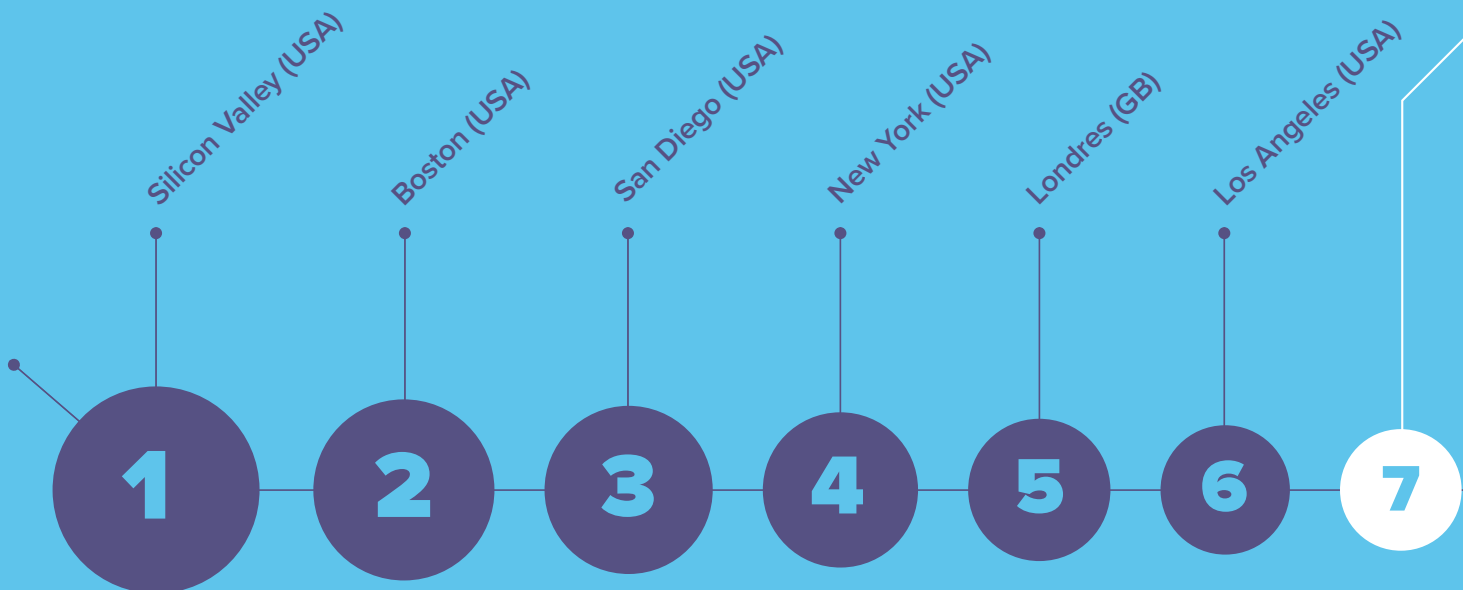 Silicon Valley (USA)
Boston (USA)
San Diego (USA)
New York (USA)
Londres (GB)
Los Angeles (USA)
1
2
3
4
5
6
7